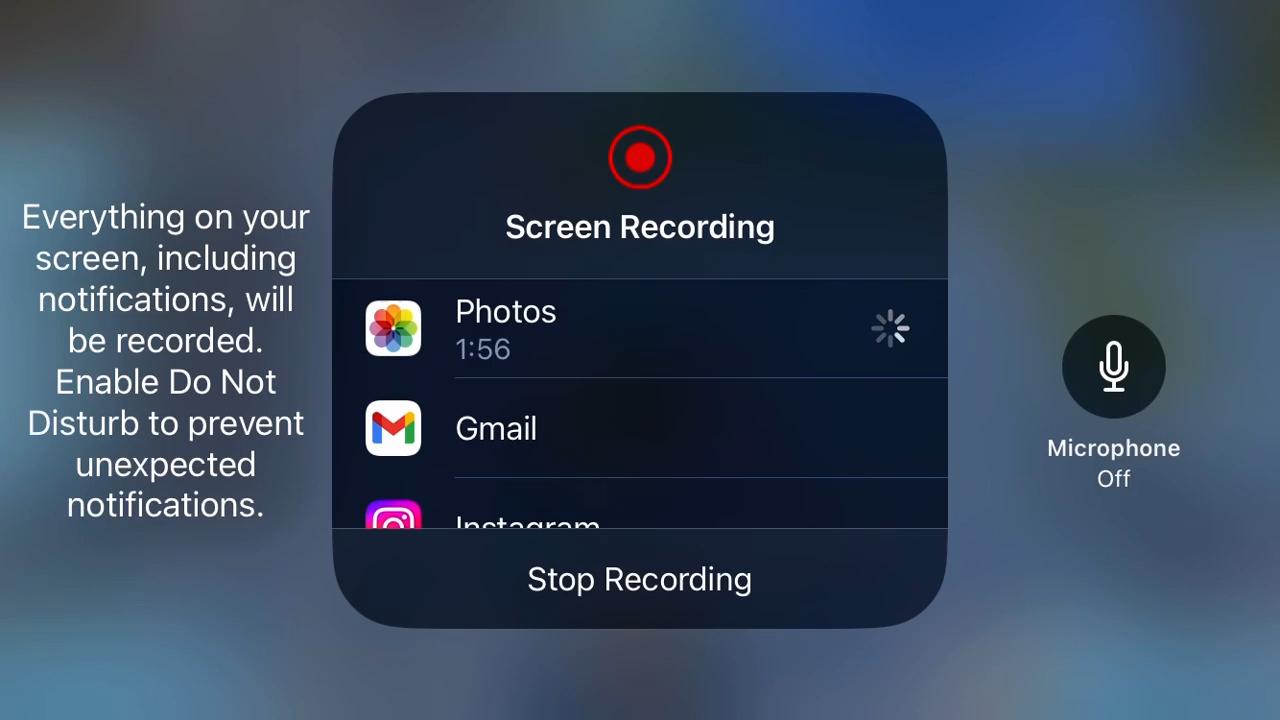 Everything on your
screen, including
notifications, will
be recorded.
Enable Do Not
Disturb to prevent
unexpected
notifications.
Screen Recording
Photos
1:56
Gmail
Instagram
Stop Recording
Microphone
Off